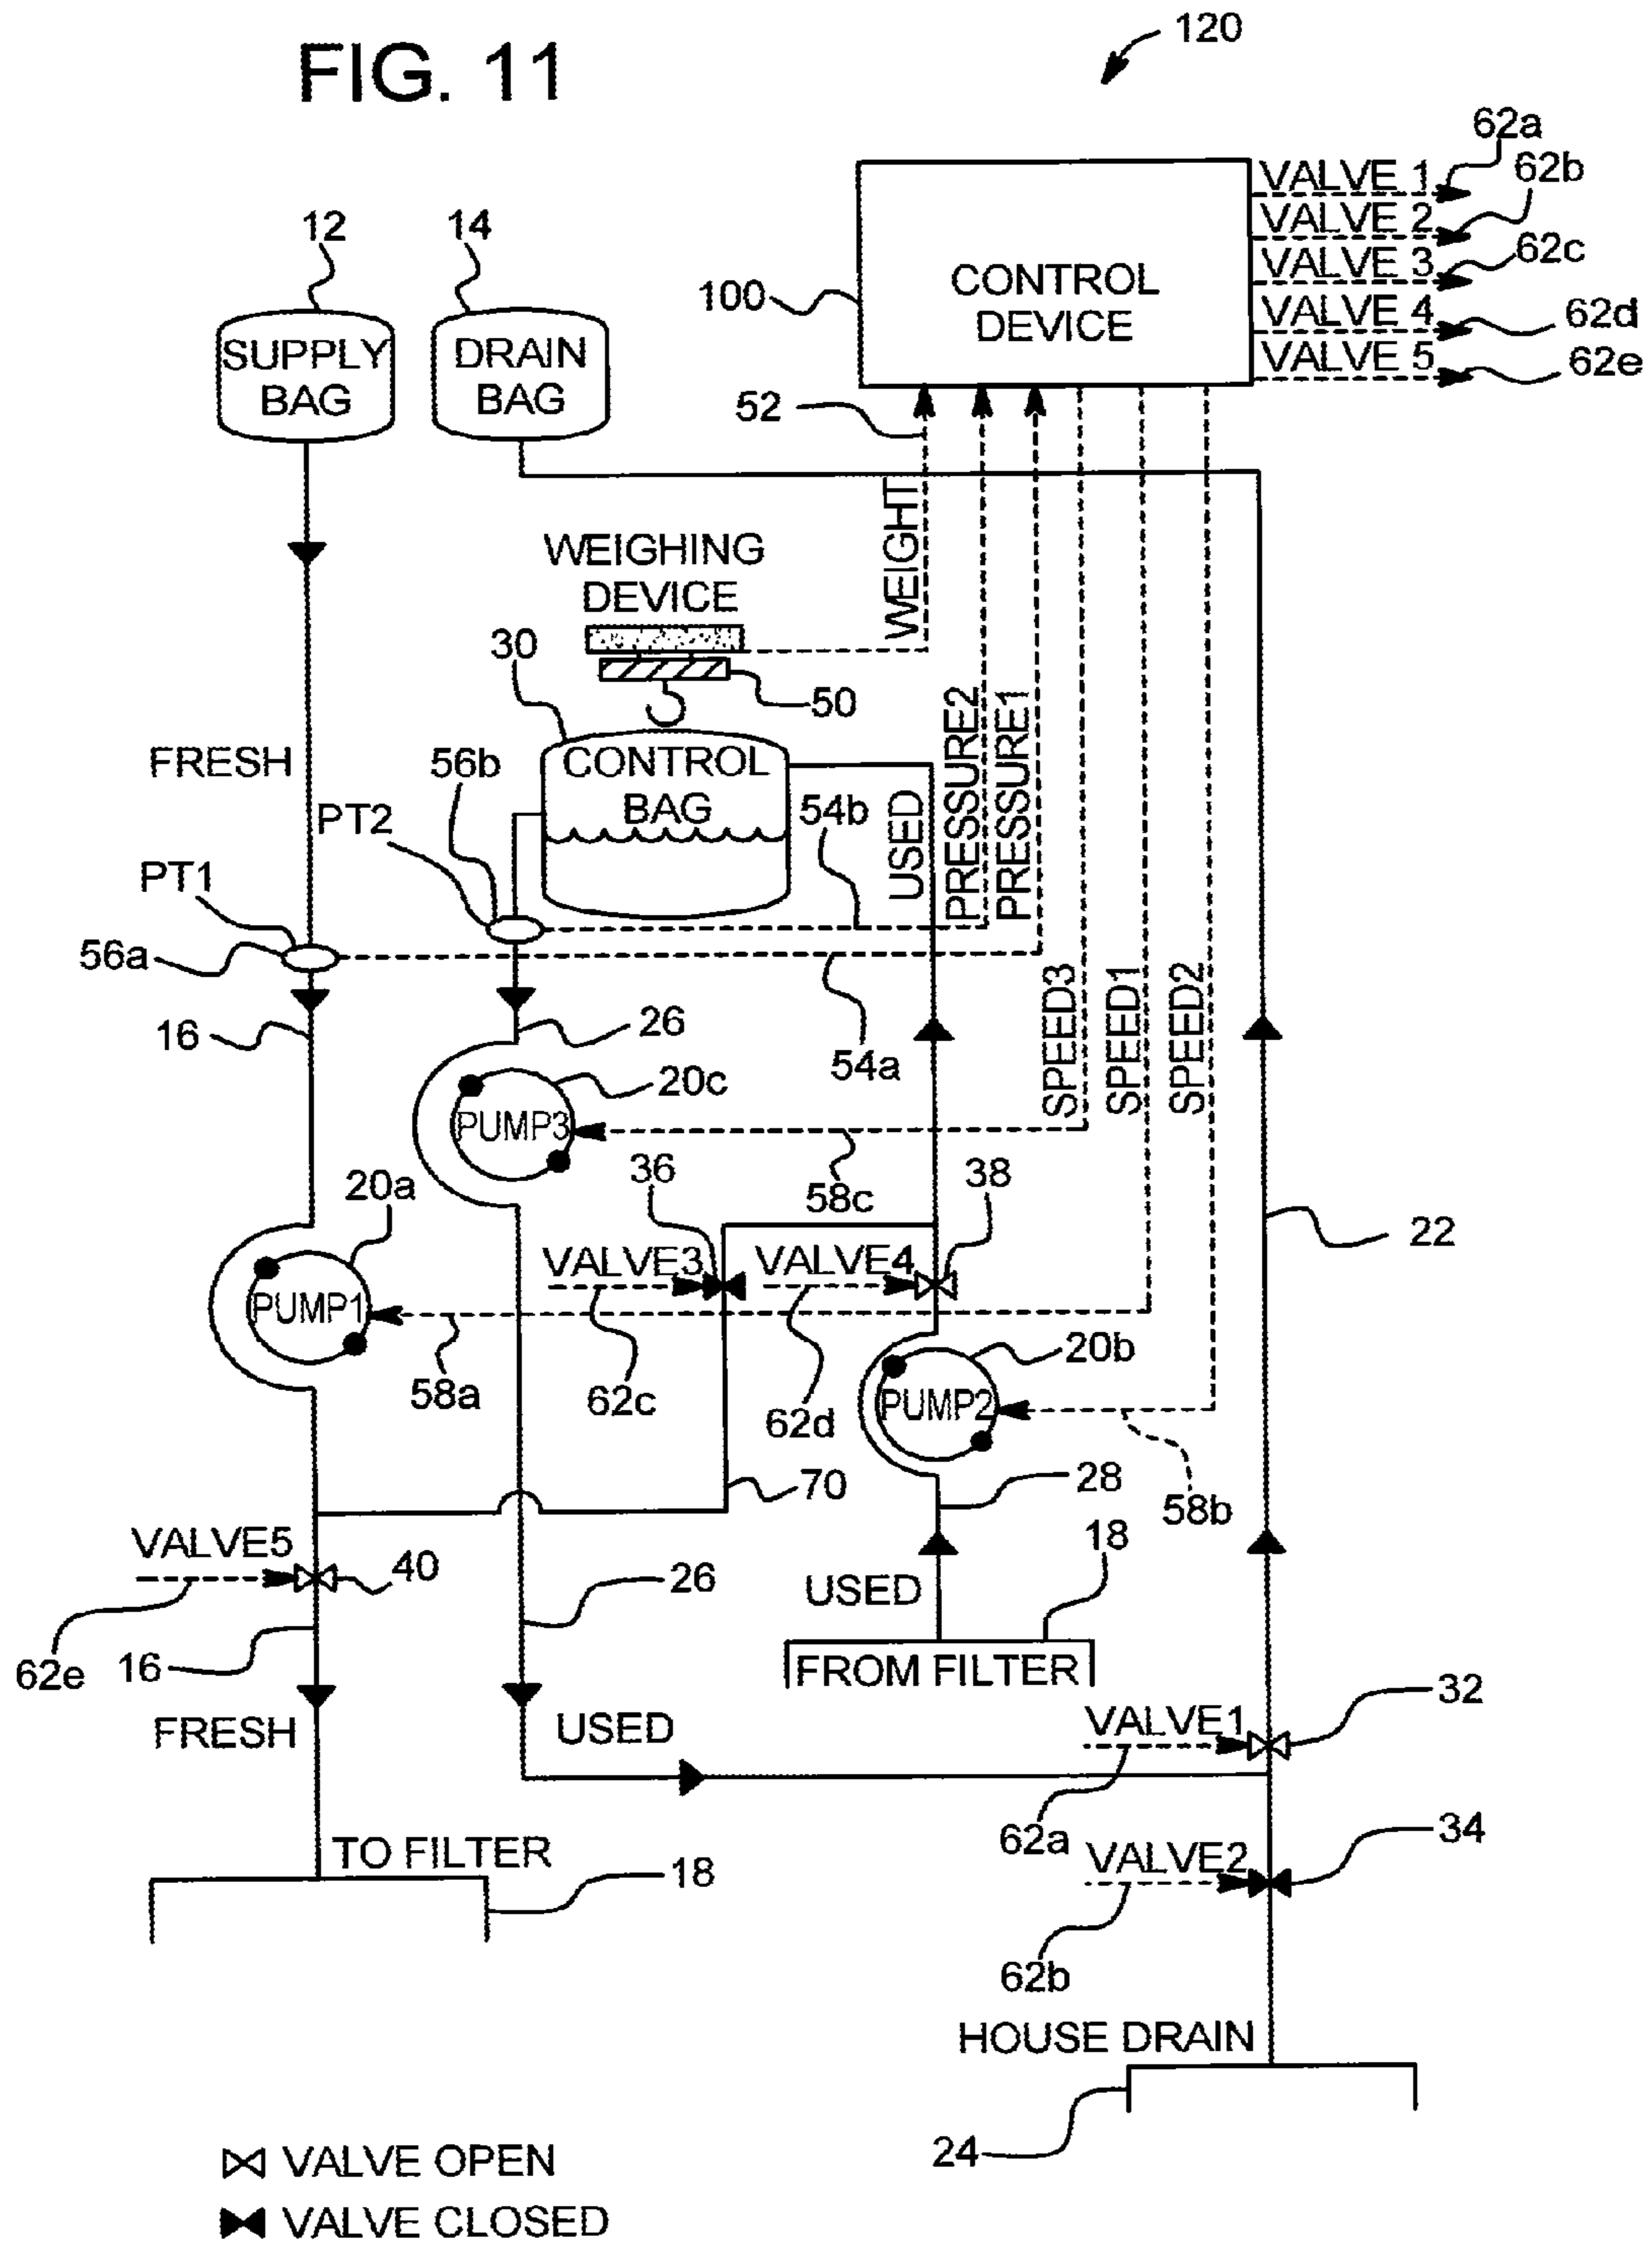 FIG. 11
120
62a
VALVE 1
62b
VALVE 2
62c
VALVE 3
62d
VALVE 4
62e
VALVE 5
100
CONTROL
DEVICE
12
14
SUPPLY
BAG
DRAIN
BAG
52
WEIGHT
WEIGHING
DEVICE
30
50
FRESH
56b
CONTROL
BAG
PT2
54b
USED
PRESSURE2
PRESSURE1
PT1
56a
16
26
54a
SPEED3
SPEED1
SPEED2
20c
PUMP3
36
58c
38
20a
22
VALVE3
VALVE4
PUMP1
58a
62c
62d
20b
PUMP2
70
28
58b
VALVE5
40
26
18
USED
62e
16
FROM FILTER
FRESH
USED
VALVE1
32
TO FILTER
18
62a
34
VALVE2
62b
HOUSE DRAIN
24
VALVE OPEN
VALVE CLOSED